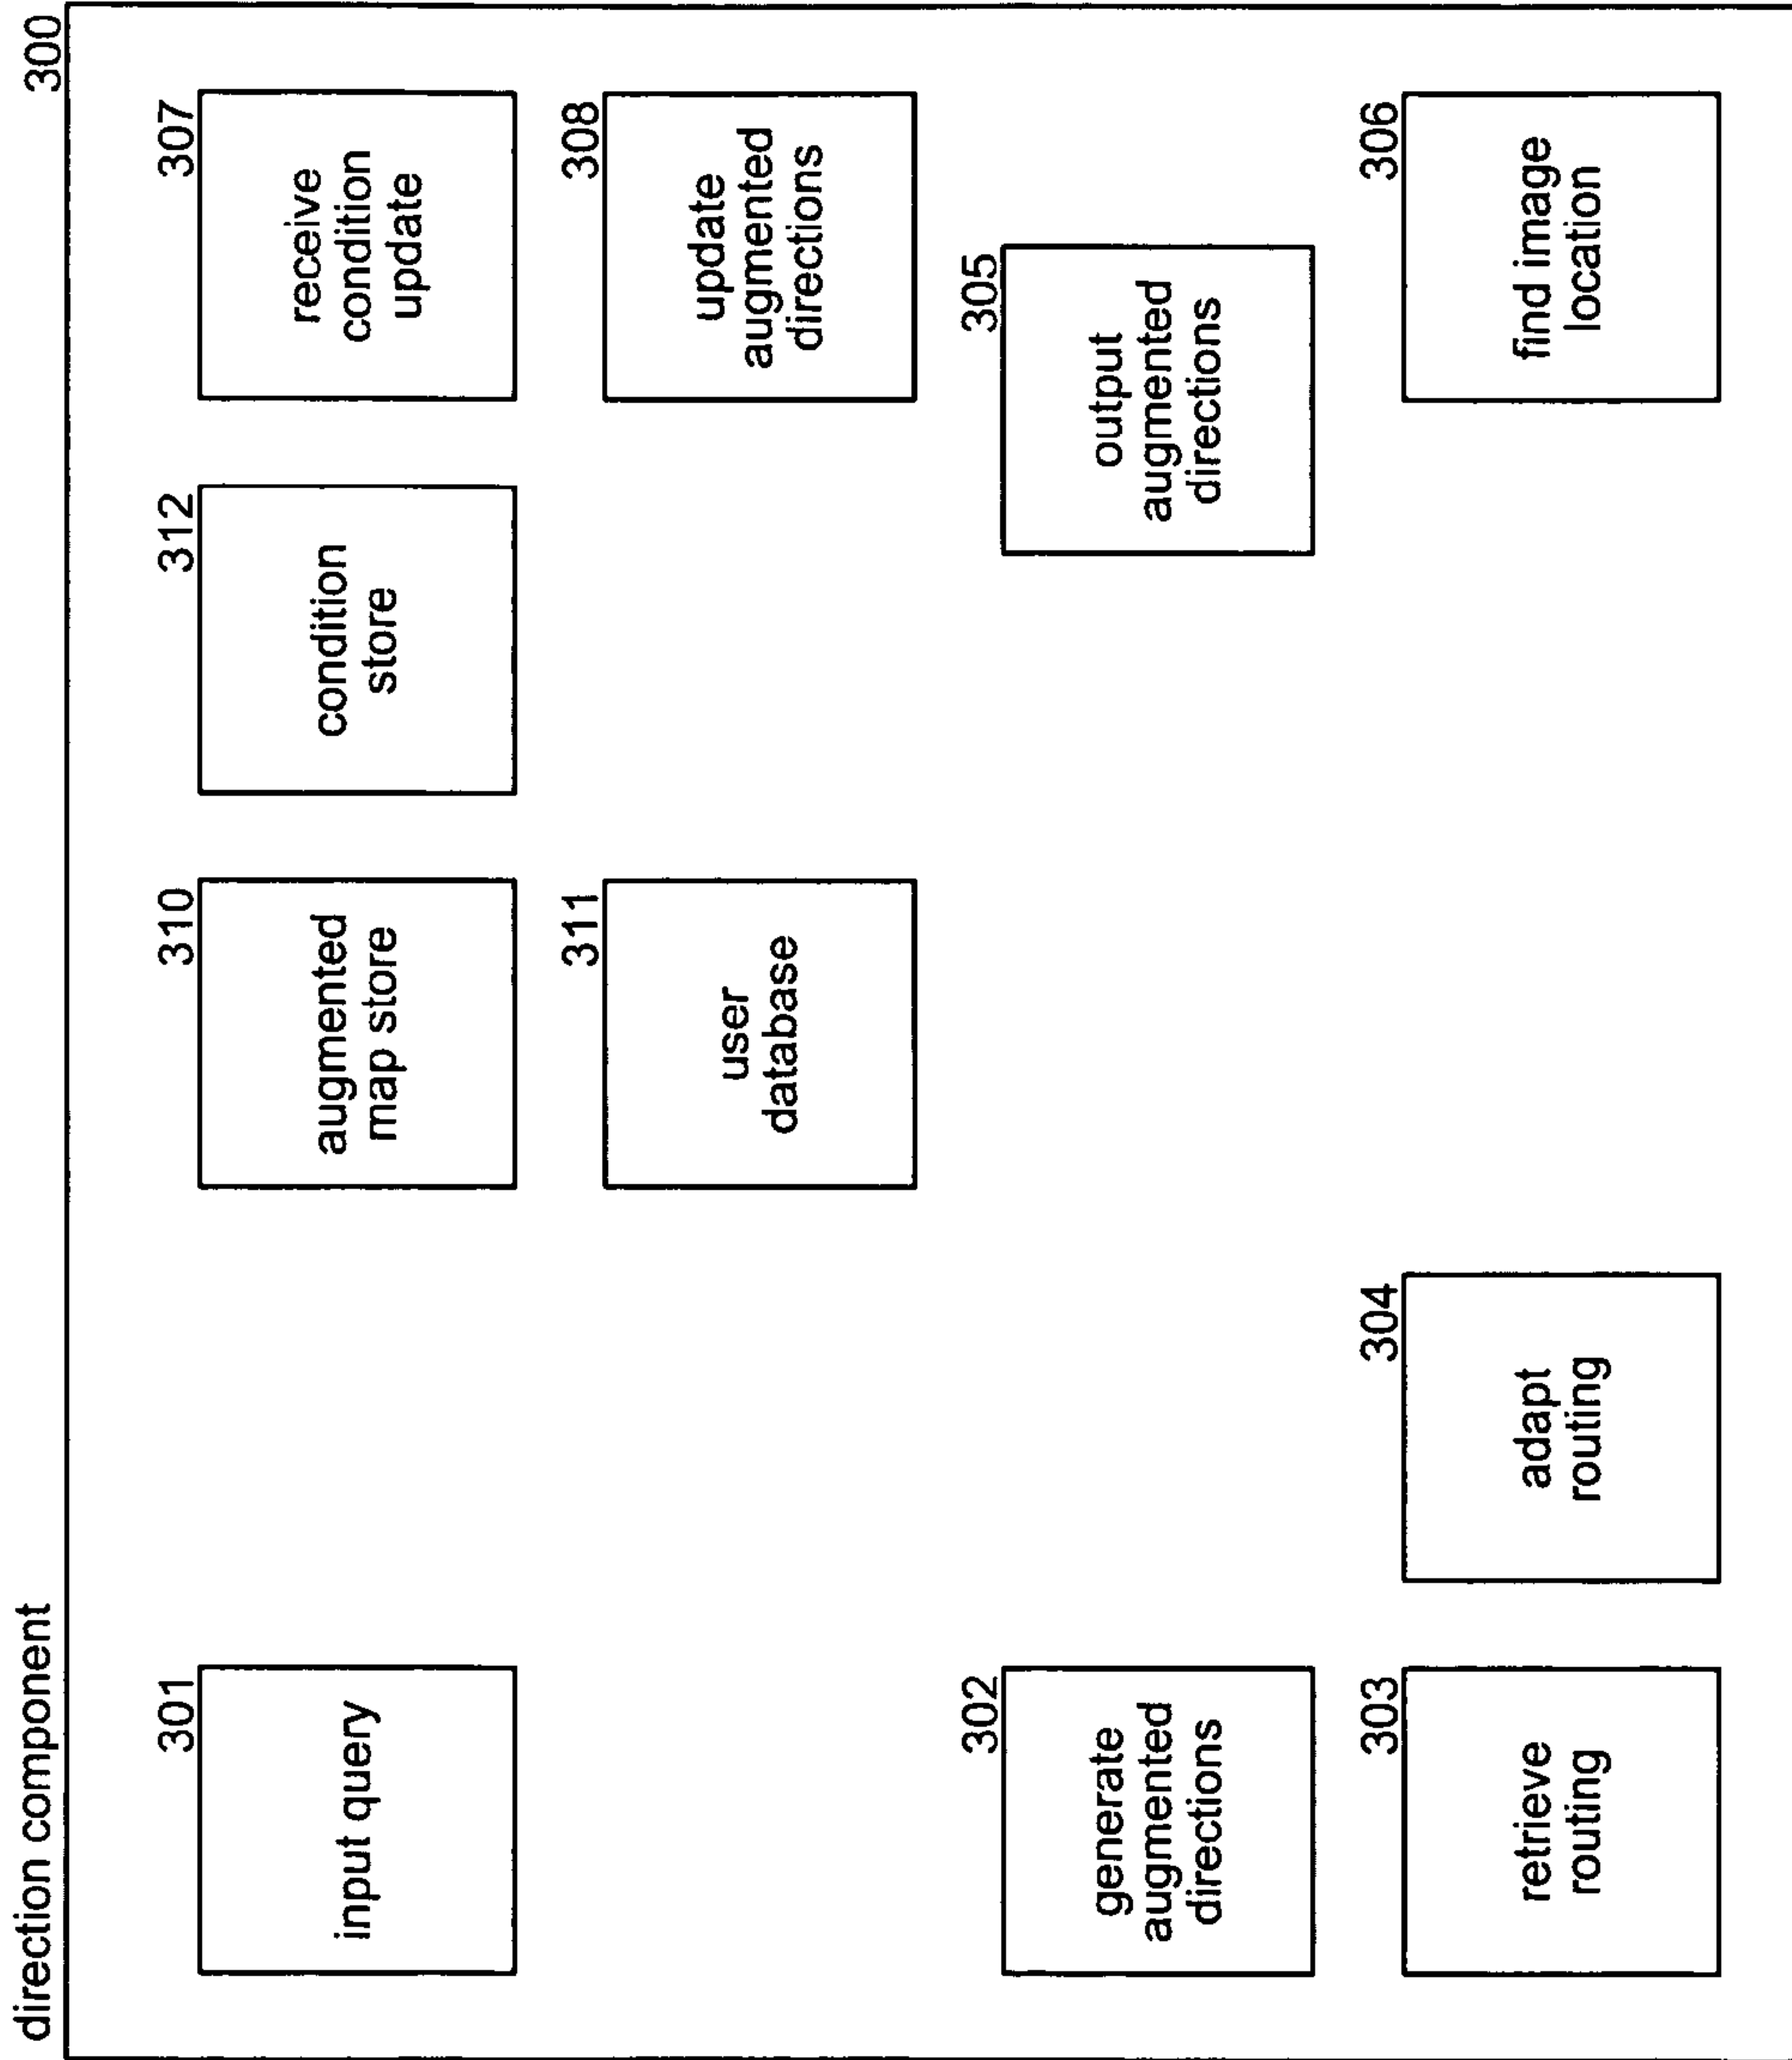 direction component
300
301
input query
310
augmented
map store
312
condition
store
307
receive
condition
update
311
user
database
308
update
augmented
directions
302
generate
augmented
directions
305
output
augmented
directions
303
retrieve
routing
304
adapt
routing
306
find image
location